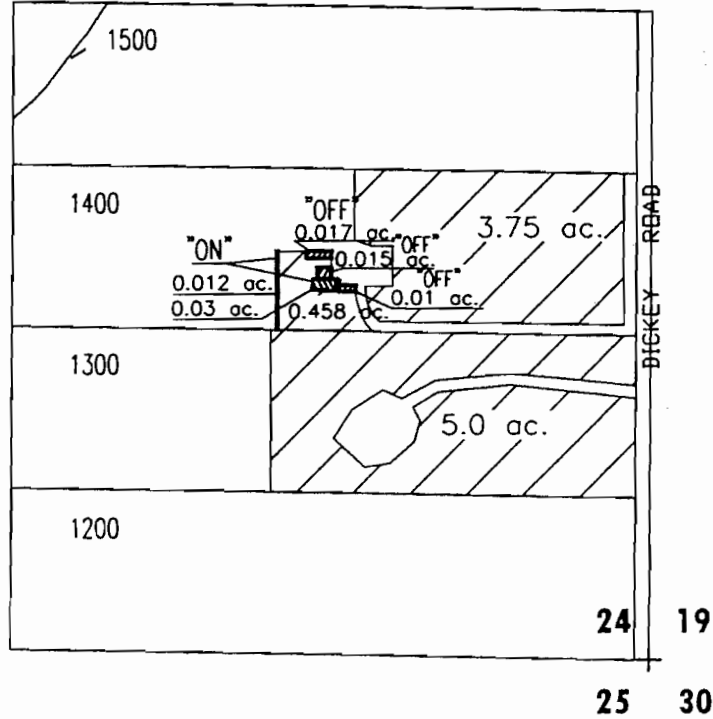 1500
1400
"OFF"
0.017 ac.
3.75 ac.
"ON"
"OFF"
0.015 ac.
"OFF"
0.012 ac.
0.01 ac.
0.03 ac.
0.458 ac.
DICKEY ROAD
1300
5.0 ac.
1200
24 19
25 30